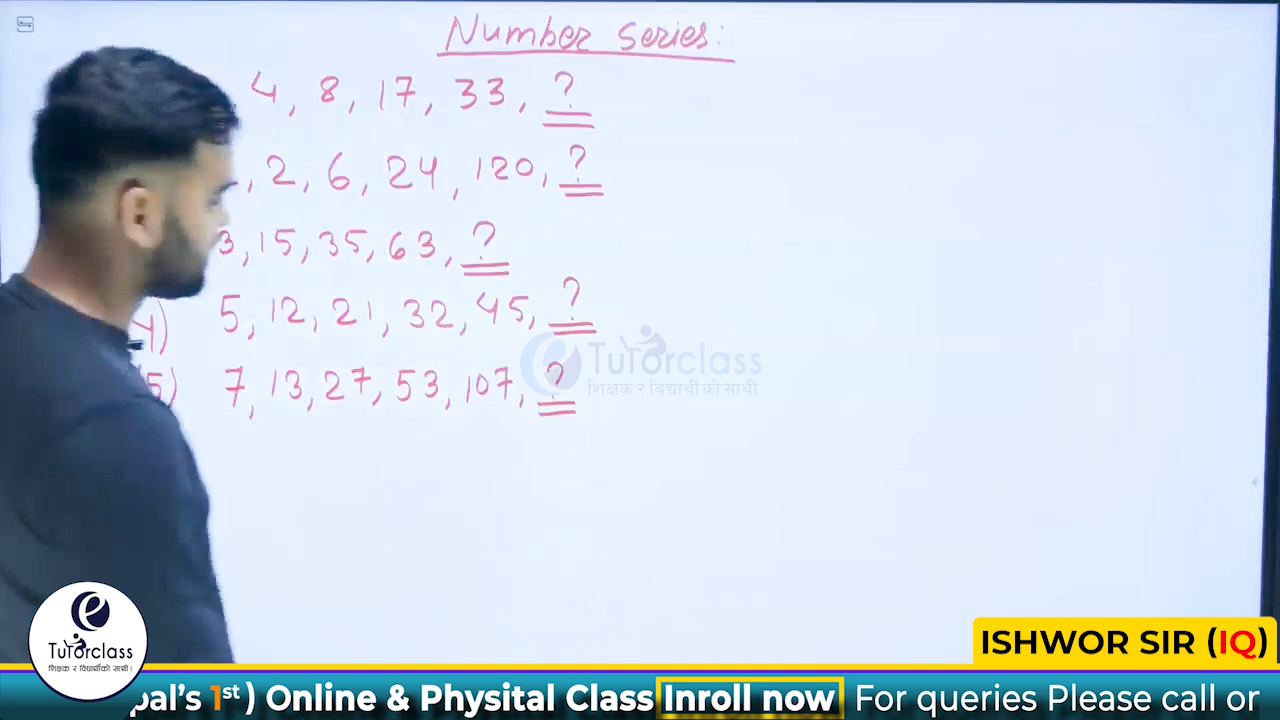 Number Series:
4, 8, 17, 33, ?
, 2, 6, 24, 120, ?
3, 15, 35, 63, ?
4) 5, 12, 21, 32, 45, ?
5) 7, 13, 27, 53, 107, ?
TuTorclass
शिक्षक र विद्यार्थी को साथी
e
TuTorclass
शिक्षक र विद्यार्थी को साथी।
ISHWOR SIR (IQ)
pal's 1st) Online & Physital Class Inroll now For queries Please call or